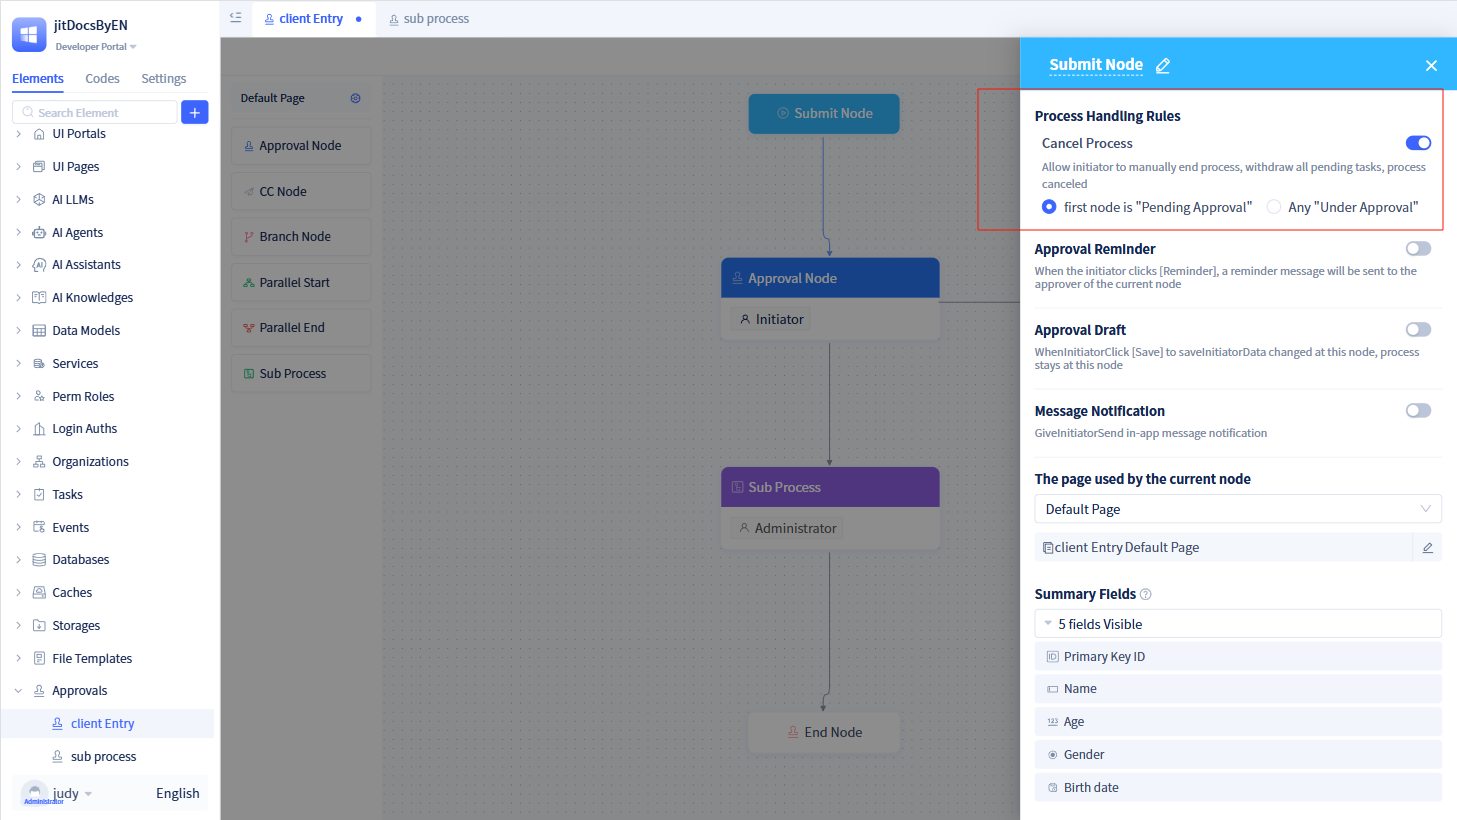 jitDocsByEN
Developer Portal
Elements Codes Settings
Search Element
UI Portals
UI Pages
AI LLMs
AI Agents
AI Assistants
AI Knowledges
Data Models
Services
Perm Roles
Login Auths
Organizations
Tasks
Events
Databases
Caches
Storages
File Templates
Approvals
client Entry
sub process
judy
Administrator
English
client Entry
sub process
Default Page
Approval Node
CC Node
Branch Node
Parallel Start
Parallel End
Sub Process
Submit Node
Approval Node
Initiator
Sub Process
Administrator
End Node
Submit Node
Process Handling Rules
Cancel Process
Allow initiator to manually end process, withdraw all pending tasks, process
canceled
first node is "Pending Approval" Any "Under Approval"
Approval Reminder
When the initiator clicks [Reminder], a reminder message will be sent to the
approver of the current node
Approval Draft
WhenInitiatorClick [Save] to saveInitiatorData changed at this node, process
stays at this node
Message Notification
GiveInitiatorSend in-app message notification
The page used by the current node
Default Page
client Entry Default Page
Summary Fields
5 fields Visible
Primary Key ID
Name
Age
Gender
Birth date